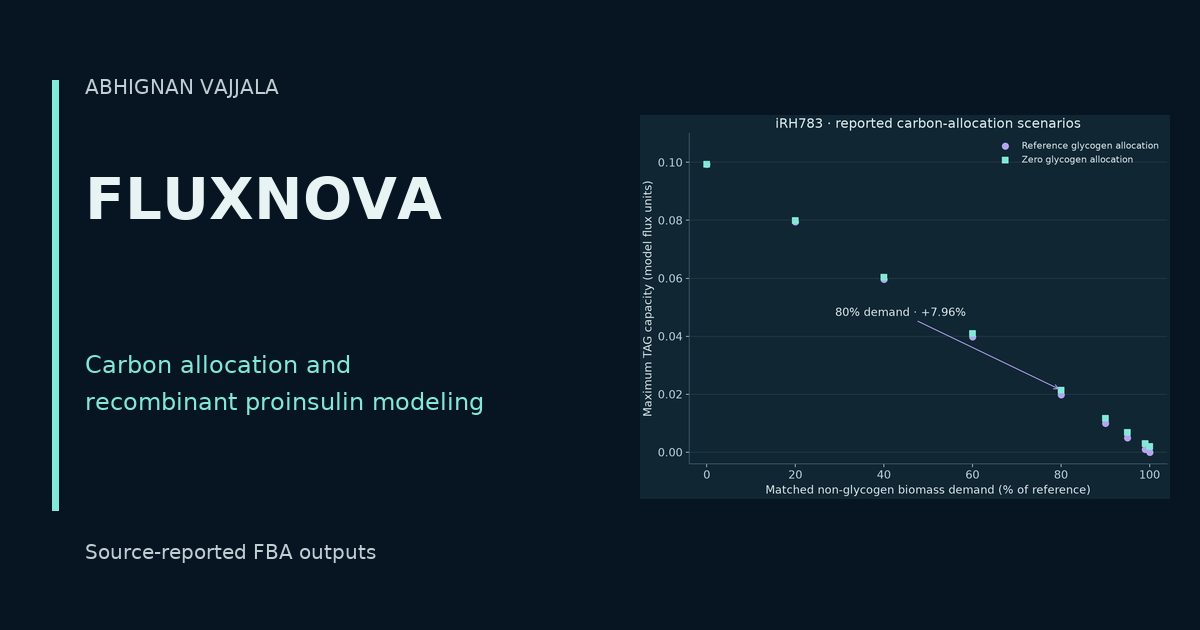 ABHIGNAN VAJJALA
FLUXNOVA
Carbon allocation and
recombinant proinsulin modeling
Source-reported FBA outputs
iRH783 · reported carbon-allocation scenarios
Reference glycogen allocation
Zero glycogen allocation
Maximum TAG capacity (model flux units)
0.10
0.08
0.06
0.04
0.02
0.00
80% demand · +7.96%
0 20 40 60 80 100
Matched non-glycogen biomass demand (% of reference)